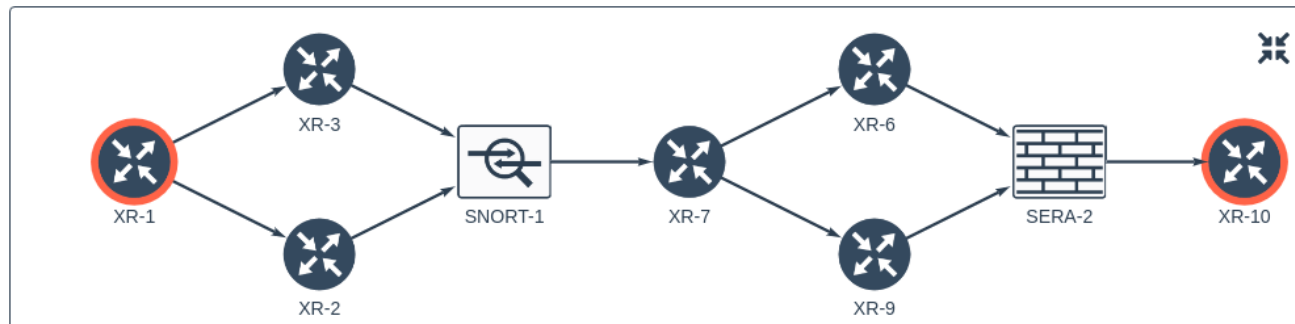 XR-3
XR-6
XR-1
SNORT-1
XR-7
SERA-2
XR-10
XR-2
XR-9